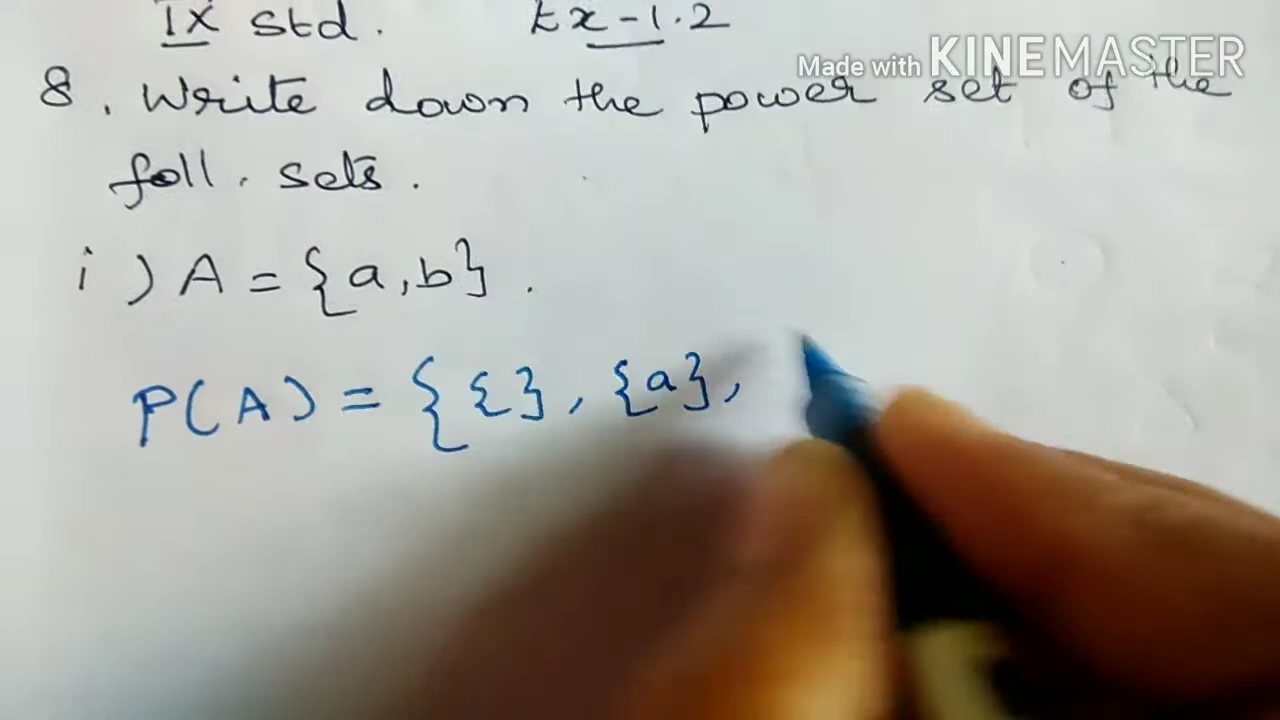 IX std. Ex-1.2
Made with KINEMASTER
8. Write down the power set of the
foll. sets.
i) A = {a,b}.
P(A) = { { }, {a},